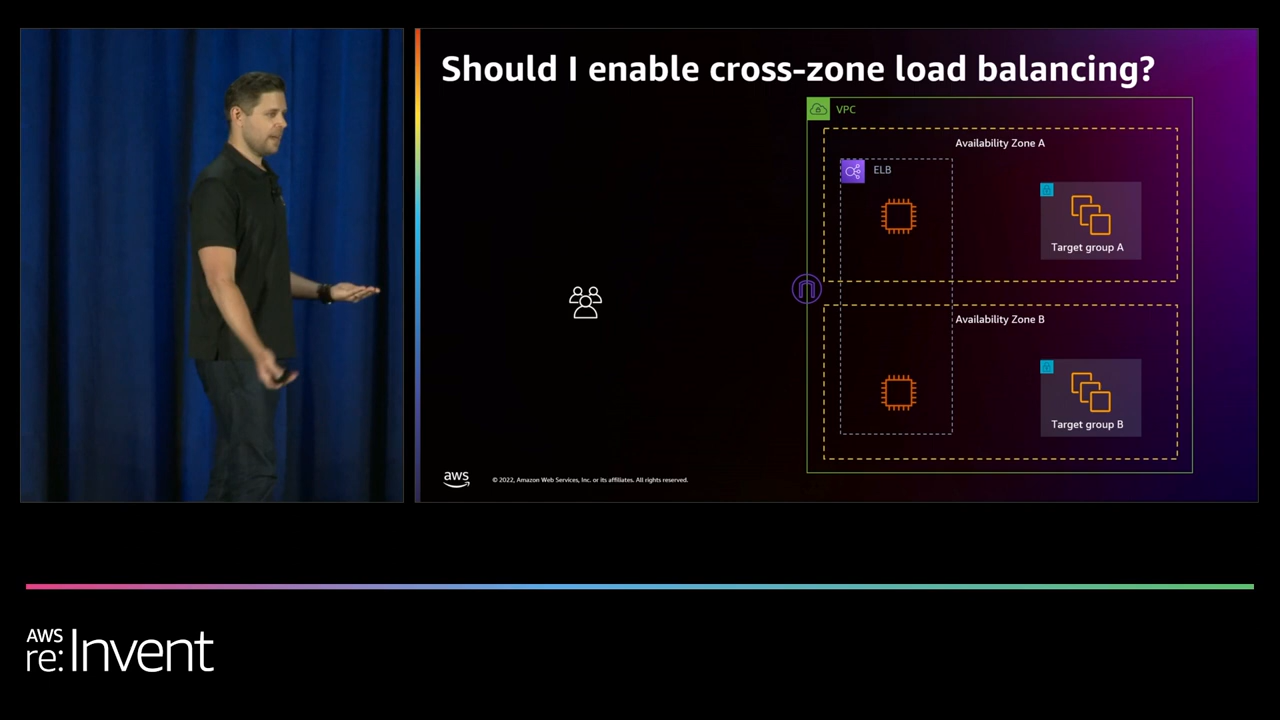 Should I enable cross-zone load balancing?
VPC
Availability Zone A
ELB
Target group A
Availability Zone B
Target group B
aws
© 2022, Amazon Web Services, Inc. or its affiliates. All rights reserved.
AWS
re:Invent